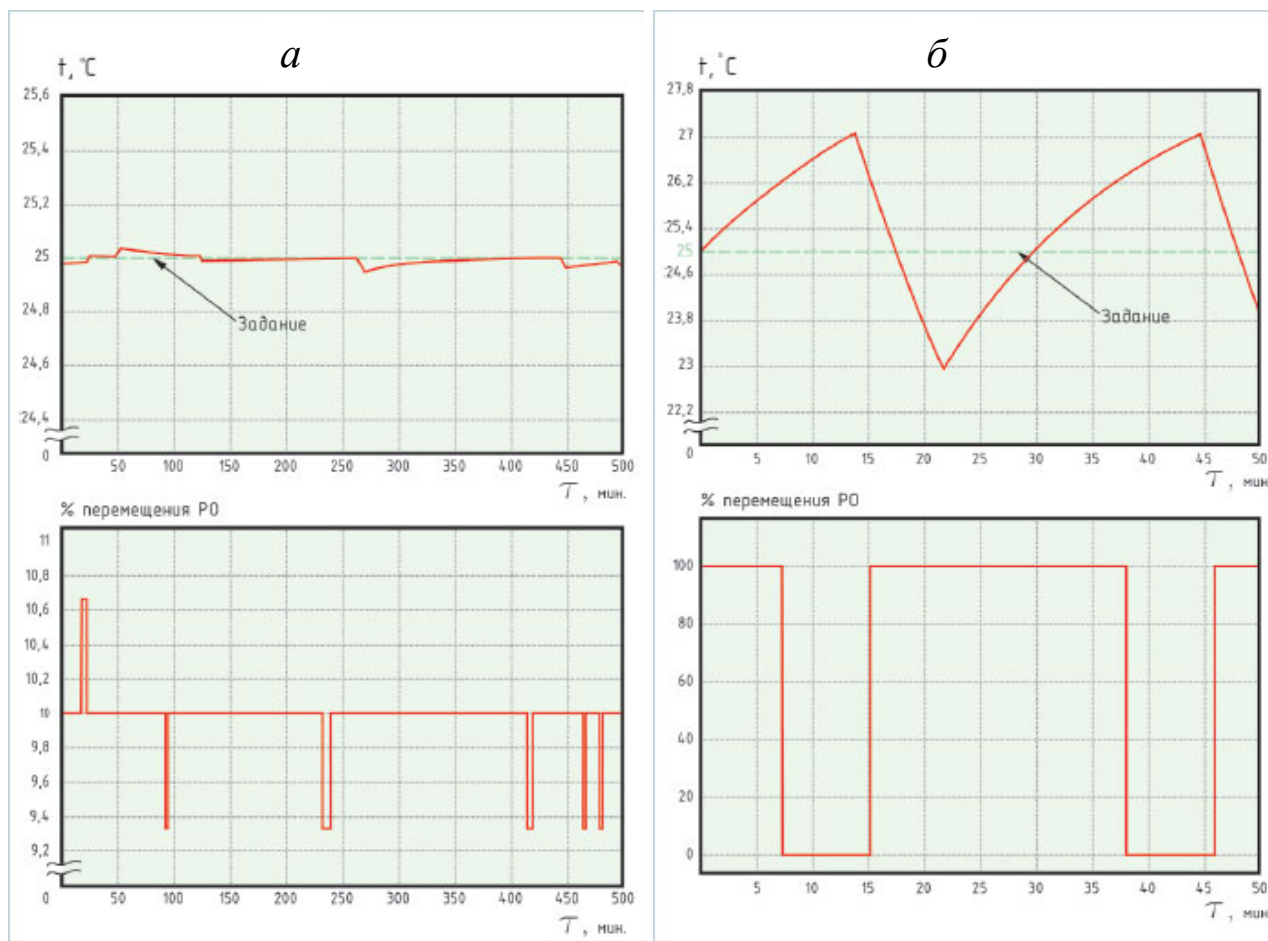 а
t, °C
25,6
25,4
25,2
25
24,8
24,6
24,4
0
Задание
50 100 150 200 250 300 350 400 450 500
τ, мин.
% перемещения РО
11
10,8
10,6
10,4
10,2
10
9,8
9,6
9,4
9,2
0
50 100 150 200 250 300 350 400 450 500
τ, мин.
б
t, °C
27,8
27
26,2
25,4
25
24,6
23,8
23
22,2
0
Задание
5 10 15 20 25 30 35 40 45 50
τ, мин.
% перемещения РО
100
80
60
40
20
0
5 10 15 22 25 30 35 40 45 50
τ, мин.